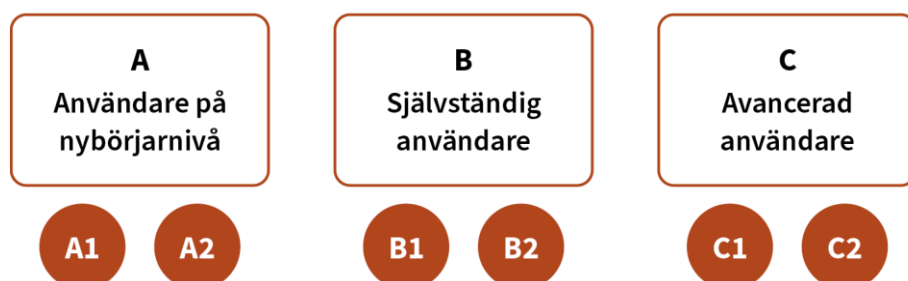 A
Användare på
nybörjarnivå
A1 A2
B
Självständig
användare
B1 B2
C
Avancerad
användare
C1 C2